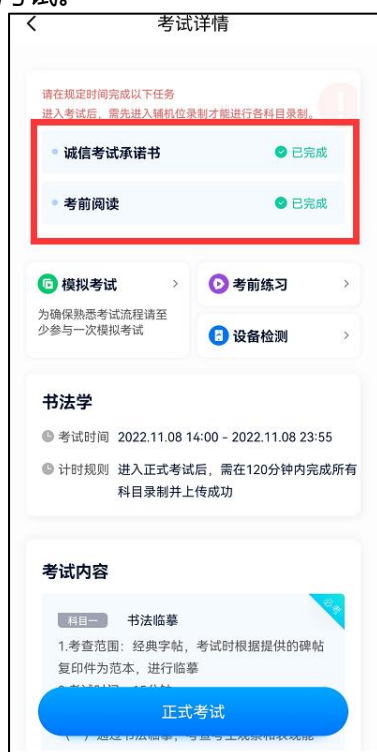 考试。
考试详情
请在规定时间完成以下任务
进入考试后，需先进入辅机位录制才能进行各科目录制。
诚信考试承诺书 已完成
考前阅读 已完成
模拟考试
为确保熟悉考试流程请至
少参与一次模拟考试
考前练习
设备检测
书法学
考试时间 2022.11.08 14:00 - 2022.11.08 23:55
计时规则 进入正式考试后，需在120分钟内完成所有
科目录制并上传成功
考试内容
必考
科目一 书法临摹
1.考查范围：经典字帖，考试时根据提供的碑帖
复印件为范本，进行临摹
正式考试